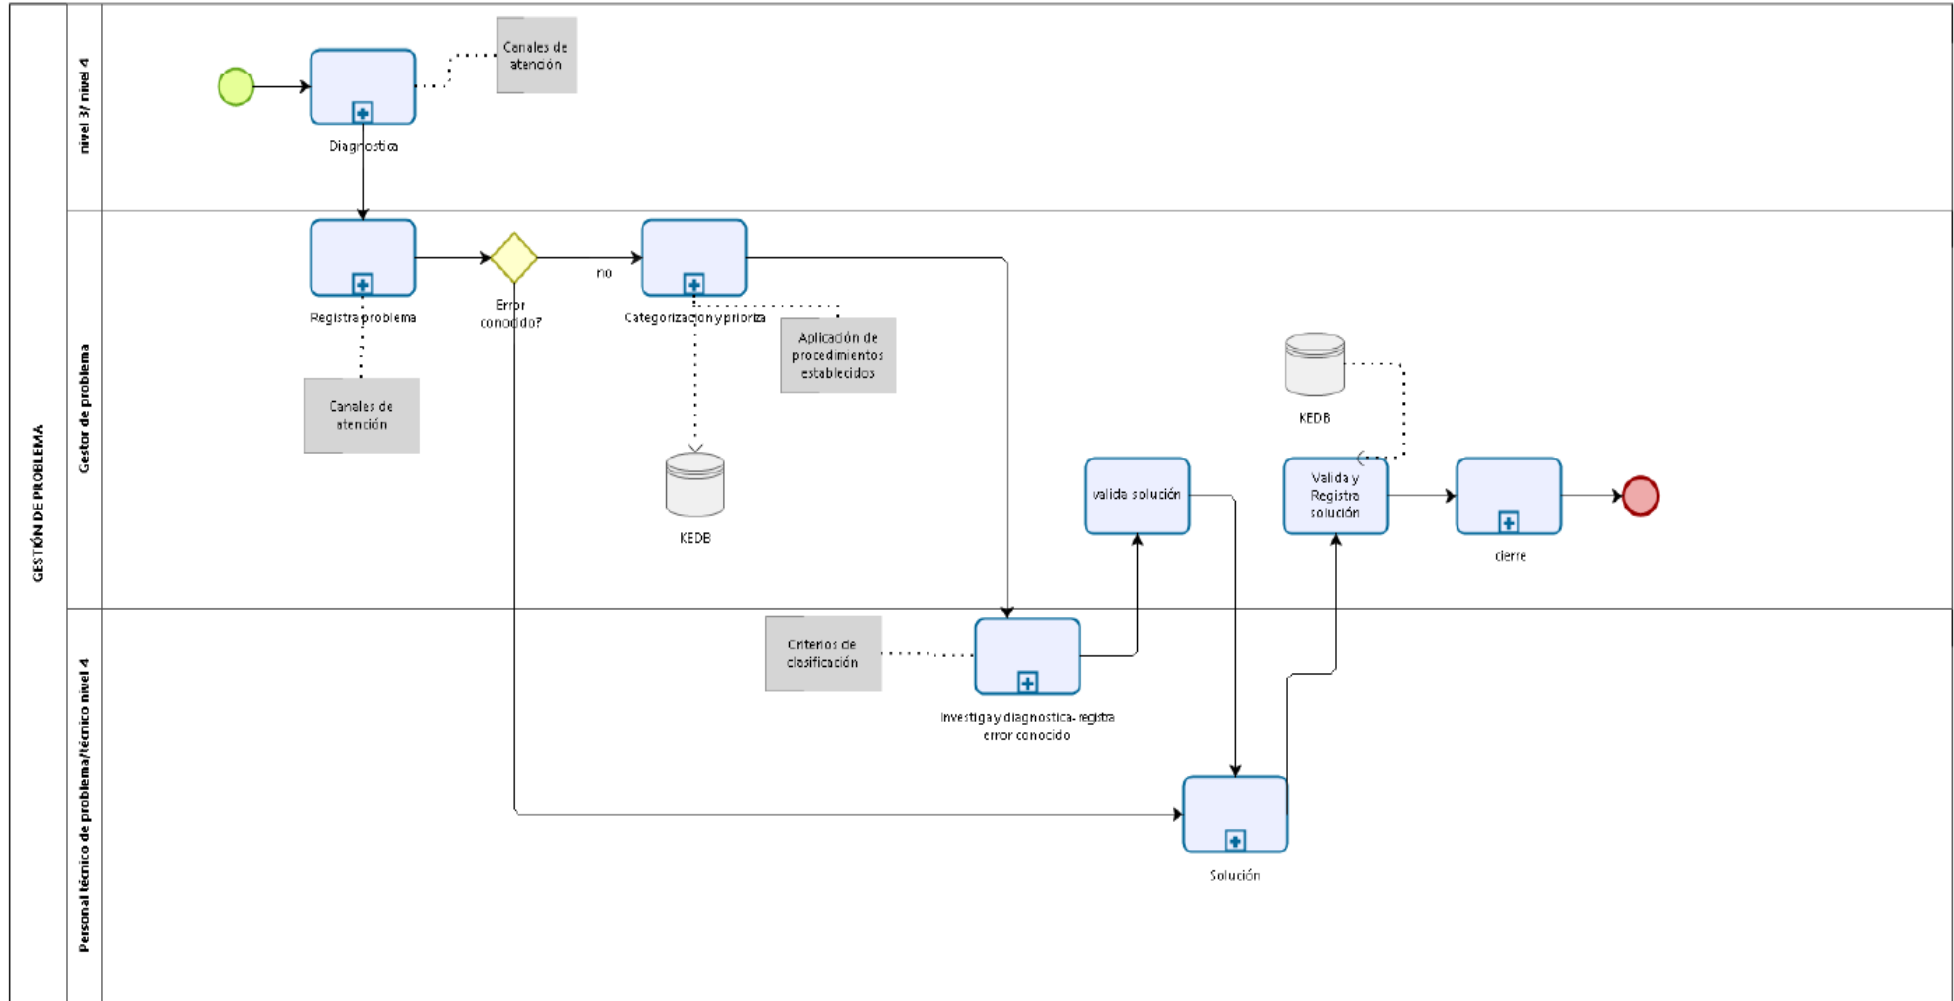 GESTIÓN DE PROBLEMA
nivel 3/ nivel 4
Canales de
atención
Diagnostica
Gestor de problema
Registra problema
Error
conocido?
no
Categorizacion y prioriza
Aplicación de
procedimientos
establecidos
Canales de
atención
KEDB
KEDB
valida solución
Valida y
Registra
solución
cierre
Personal técnico de problema/técnico nivel 4
Criterios de
clasificación
Investiga y diagnostica- registra
error conocido
Solución